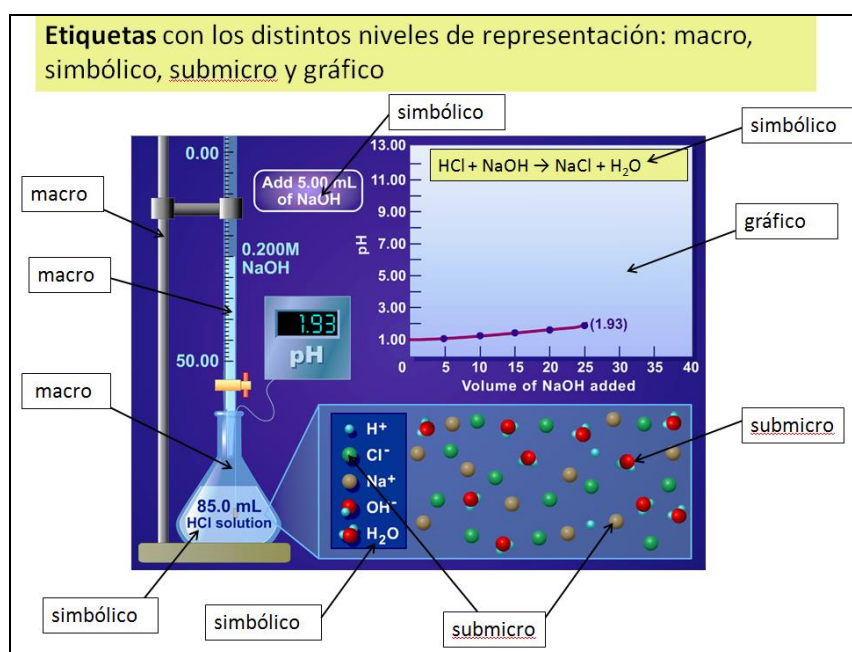 Etiquetas con los distintos niveles de representación: macro,
simbólico, submicro y gráfico
simbólico
simbólico
macro
macro
macro
gráfico
submicro
simbólico
simbólico
submicro
0.00
Add 5.00 mL
of NaOH
0.200M
NaOH
1.93
pH
50.00
85.0 mL
HCl solution
HCl + NaOH → NaCl + H₂O
pH
13.00
11.00
9.00
7.00
5.00
3.00
1.00
(1.93)
0 5 10 15 20 25 30 35 40
Volume of NaOH added
H⁺
Cl⁻
Na⁺
OH⁻
H₂O